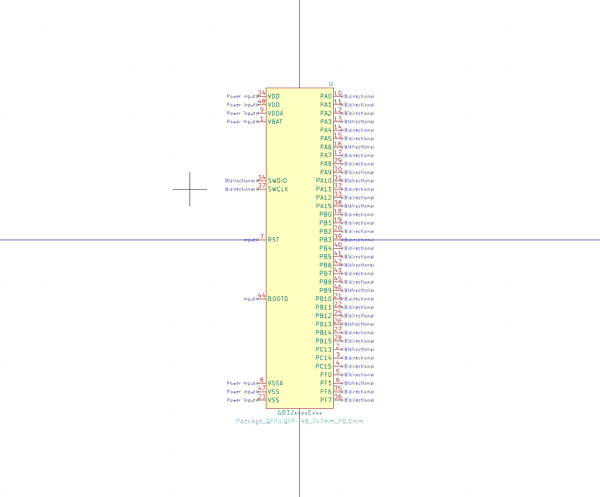 U
Power Input 24 VDD PA0 10 Bidirectional
Power Input 48 VDD PA1 11 Bidirectional
Power Input 9 VDDA PA2 12 Bidirectional
Power Input 1 VBAT PA3 13 Bidirectional
PA4 14 Bidirectional
PA5 15 Bidirectional
PA6 16 Bidirectional
PA7 17 Bidirectional
PA8 29 Bidirectional
PA9 30 Bidirectional
Bidirectional 34 SWDIO PA10 31 Bidirectional
Bidirectional 37 SWCLK PA11 32 Bidirectional
PA12 33 Bidirectional
PA15 38 Bidirectional
PB0 18 Bidirectional
PB1 19 Bidirectional
PB2 20 Bidirectional
Input 7 RST PB3 39 Bidirectional
PB4 40 Bidirectional
PB5 41 Bidirectional
PB6 42 Bidirectional
PB7 43 Bidirectional
PB8 45 Bidirectional
PB9 46 Bidirectional
Input 44 BOOT0 PB10 21 Bidirectional
PB11 22 Bidirectional
PB12 25 Bidirectional
PB13 26 Bidirectional
PB14 27 Bidirectional
PB15 28 Bidirectional
PC13 2 Bidirectional
PC14 3 Bidirectional
PC15 4 Bidirectional
PF0 5 Bidirectional
Power Input 8 VSSA PF1 6 Bidirectional
Power Input 47 VSS PF6 35 Bidirectional
Power Input 23 VSS PF7 36 Bidirectional
GD32xxxxCxxx
Package_QFP:LQFP-48_7x7mm_P0.5mm